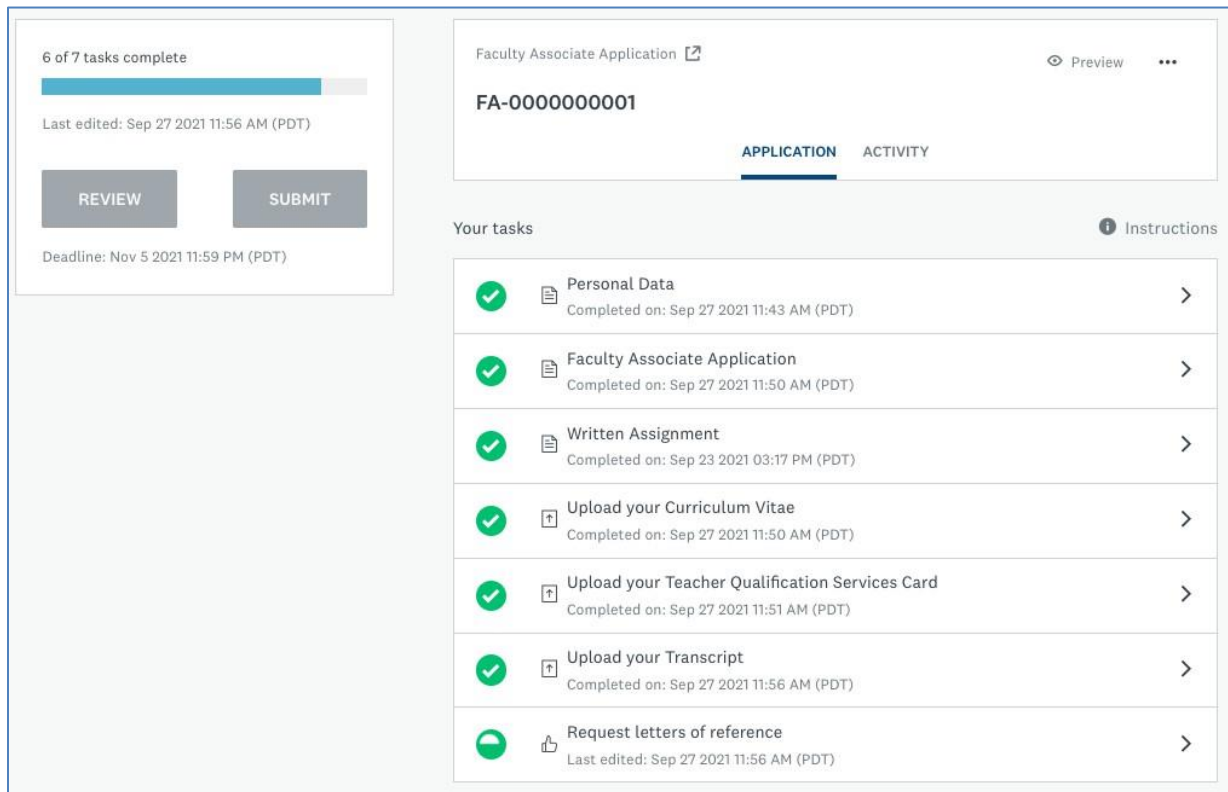 6 of 7 tasks complete
Last edited: Sep 27 2021 11:56 AM (PDT)
REVIEW
SUBMIT
Deadline: Nov 5 2021 11:59 PM (PDT)
Faculty Associate Application
Preview
FA-0000000001
APPLICATION
ACTIVITY
Your tasks
Instructions
Personal Data
Completed on: Sep 27 2021 11:43 AM (PDT)
Faculty Associate Application
Completed on: Sep 27 2021 11:50 AM (PDT)
Written Assignment
Completed on: Sep 23 2021 03:17 PM (PDT)
Upload your Curriculum Vitae
Completed on: Sep 27 2021 11:50 AM (PDT)
Upload your Teacher Qualification Services Card
Completed on: Sep 27 2021 11:51 AM (PDT)
Upload your Transcript
Completed on: Sep 27 2021 11:56 AM (PDT)
Request letters of reference
Last edited: Sep 27 2021 11:56 AM (PDT)